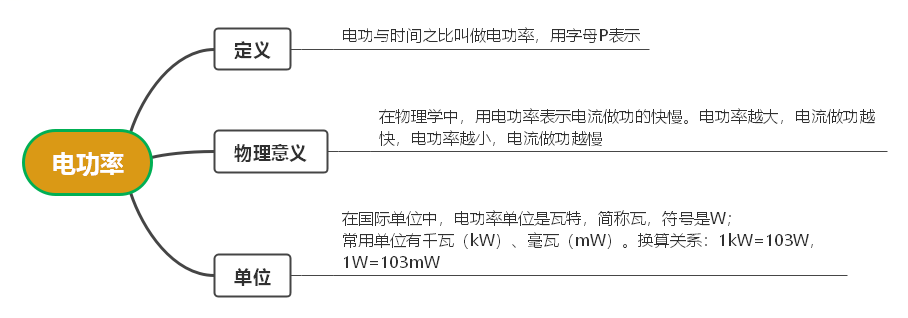 电功率
定义
电功与时间之比叫做电功率，用字母P表示
物理意义
在物理学中，用电功率表示电流做功的快慢。电功率越大，电流做功越
快，电功率越小，电流做功越慢
单位
在国际单位中，电功率单位是瓦特，简称瓦，符号是W；
常用单位有千瓦（kW）、毫瓦（mW）。换算关系：1kW=103W，
1W=103mW